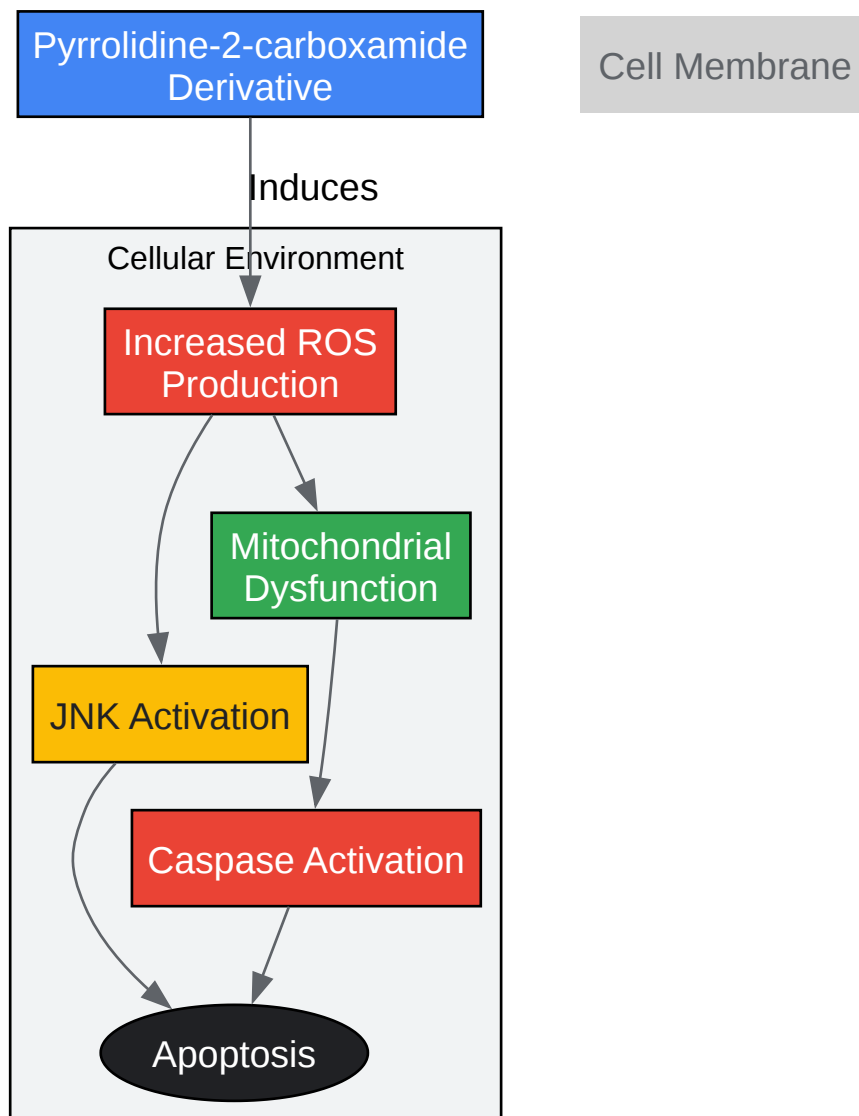 Pyrrolidine-2-carboxamide
Derivative
Cell Membrane
Induces
Cellular Environment
Increased ROS
Production
Mitochondrial
Dysfunction
JNK Activation
Caspase Activation
Apoptosis